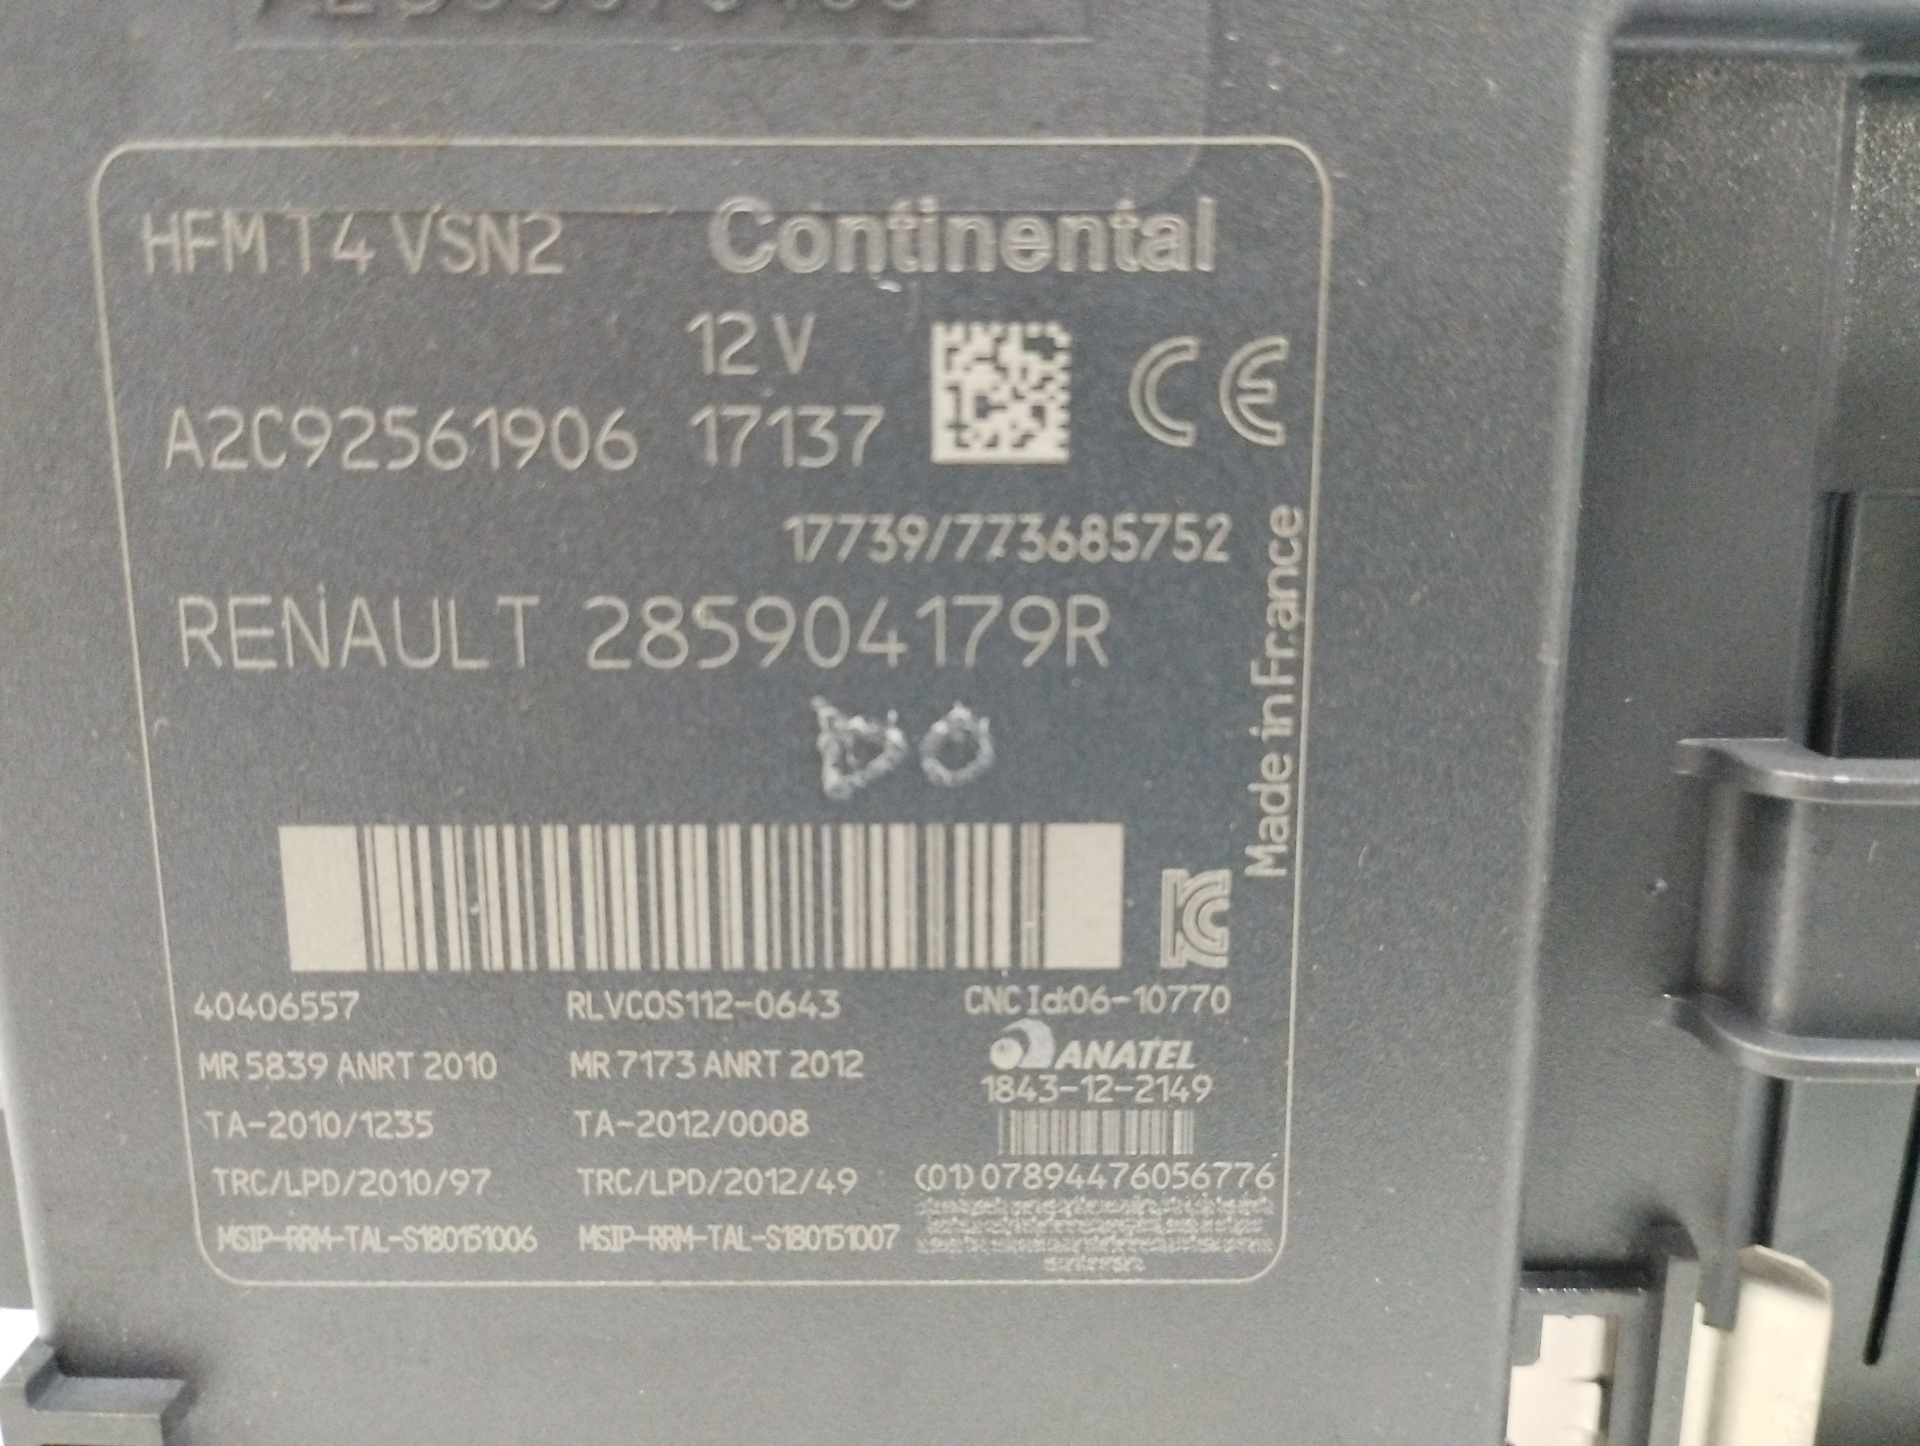 HFM T4 VSN2 Continental
12 V
A2C92561906 17137 CE
17739/773685752
RENAULT 285904179R
Made in France
DO
40406557 RLVCOS112-0643 CNC Id:06-10770
MR 5839 ANRT 2010 MR 7173 ANRT 2012 ANATEL
1843-12-2149
TA-2010/1235 TA-2012/0008
TRC/LPD/2010/97 TRC/LPD/2012/49 (01)07894476056776
MSIP-RRM-TAL-S180151006 MSIP-RRM-TAL-S180151007